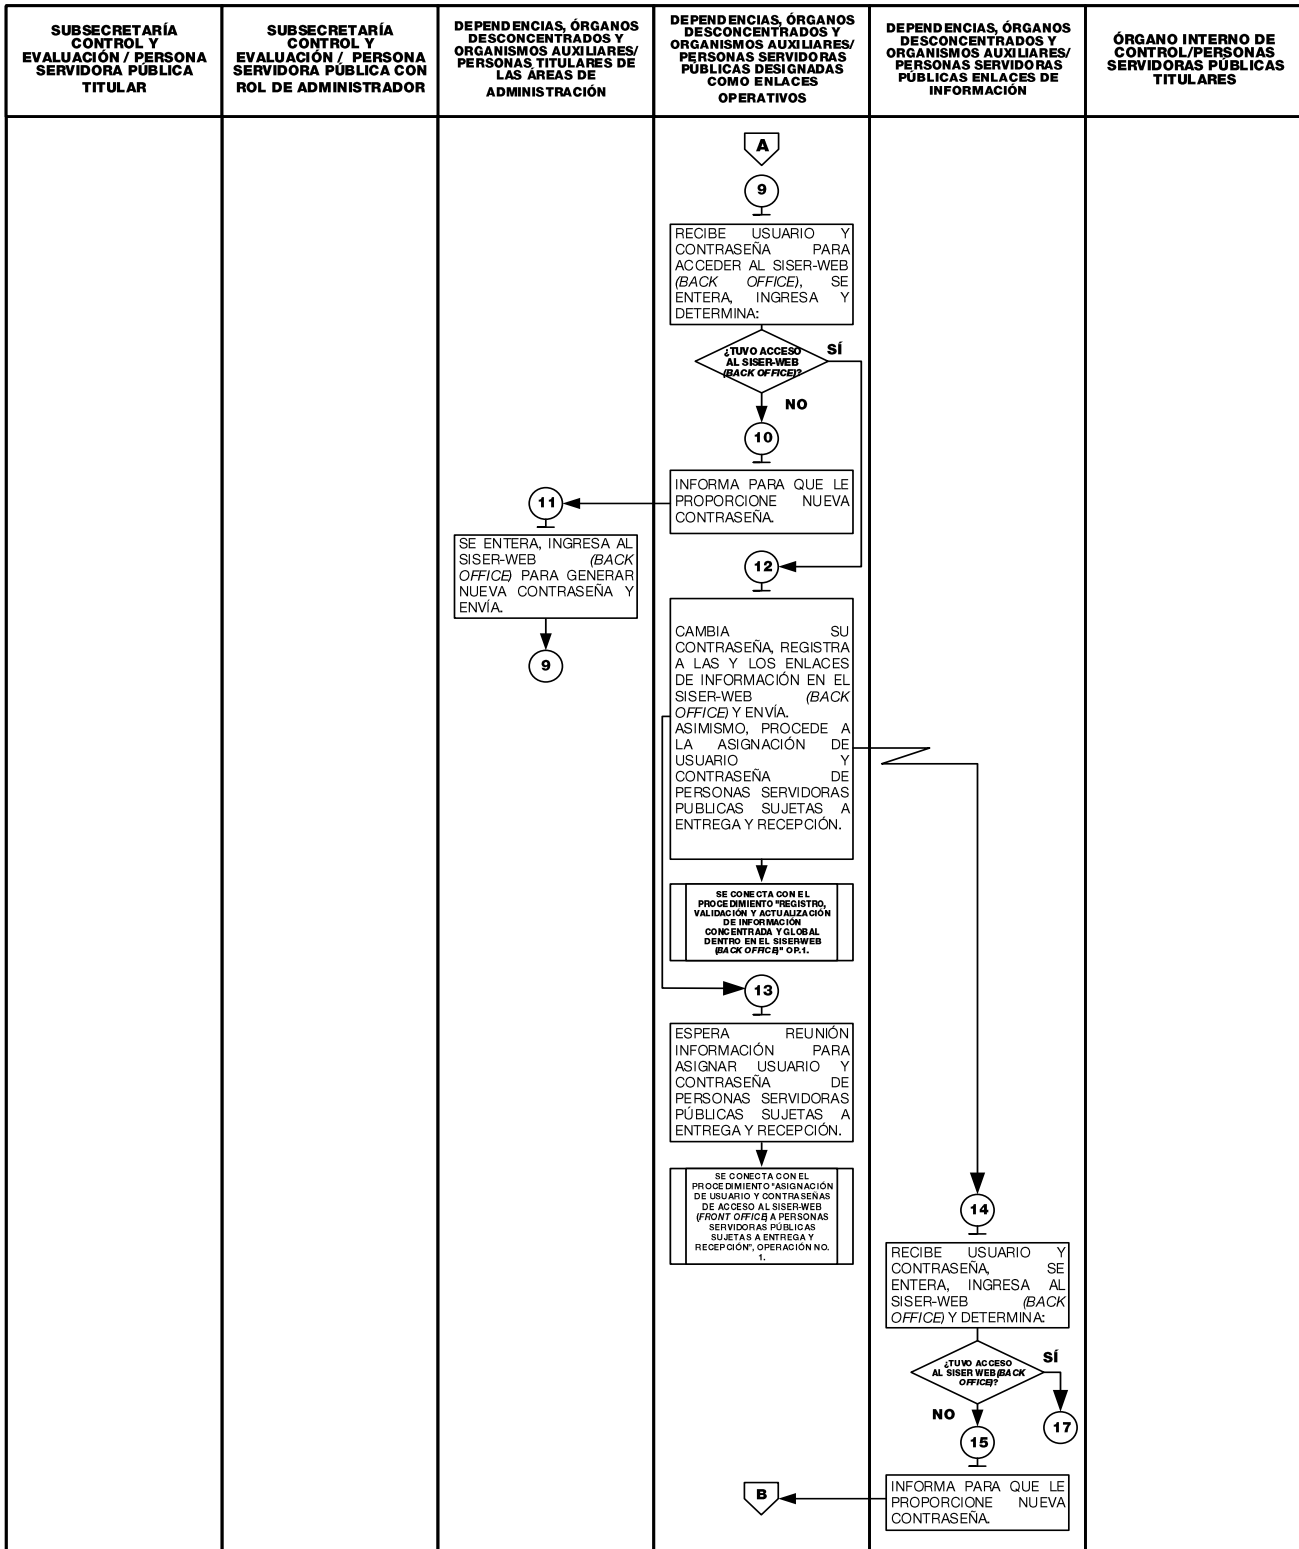 SUBSECRETARÍA
CONTROL Y
EVALUACIÓN / PERSONA
SERVIDORA PÚBLICA
TITULAR
SUBSECRETARÍA
CONTROL Y
EVALUACIÓN / PERSONA
SERVIDORA PÚBLICA CON
ROL DE ADMINISTRADOR
DEPENDENCIAS, ÓRGANOS
DESCONCENTRADOS Y
ORGANISMOS AUXILIARES/
PERSONAS TITULARES DE
LAS ÁREAS DE
ADMINISTRACIÓN
DEPENDENCIAS, ÓRGANOS
DESCONCENTRADOS Y
ORGANISMOS AUXILIARES/
PERSONAS SERVIDORAS
PÚBLICAS DESIGNADAS
COMO ENLACES
OPERATIVOS
DEPENDENCIAS, ÓRGANOS
DESCONCENTRADOS Y
ORGANISMOS AUXILIARES/
PERSONAS SERVIDORAS
PÚBLICAS ENLACES DE
INFORMACIÓN
ÓRGANO INTERNO DE
CONTROL/PERSONAS
SERVIDORAS PÚBLICAS
TITULARES
A
9
RECIBE USUARIO Y
CONTRASEÑA PARA
ACCEDER AL SISER-WEB
(BACK OFFICE), SE
ENTERA, INGRESA Y
DETERMINA:
¿TUVO ACCESO
AL SISER-WEB
(BACK OFFICE)?
SÍ
NO
10
INFORMA PARA QUE LE
PROPORCIONE NUEVA
CONTRASEÑA.
11
SE ENTERA, INGRESA AL
SISER-WEB (BACK
OFFICE) PARA GENERAR
NUEVA CONTRASEÑA Y
ENVÍA.
9
12
CAMBIA SU
CONTRASEÑA, REGISTRA
A LAS Y LOS ENLACES
DE INFORMACIÓN EN EL
SISER-WEB (BACK
OFFICE) Y ENVÍA.
ASIMISMO, PROCEDE A
LA ASIGNACIÓN DE
USUARIO Y
CONTRASEÑA DE
PERSONAS SERVIDORAS
PUBLICAS SUJETAS A
ENTREGA Y RECEPCIÓN.
SE CONECTA CON EL
PROCEDIMIENTO "REGISTRO,
VALIDACIÓN Y ACTUALIZACIÓN
DE INFORMACIÓN
CONCENTRADA Y GLOBAL
DENTRO EN EL SISER-WEB
(BACK OFFICE)" OP.1.
13
ESPERA REUNIÓN
INFORMACIÓN PARA
ASIGNAR USUARIO Y
CONTRASEÑA DE
PERSONAS SERVIDORAS
PÚBLICAS SUJETAS A
ENTREGA Y RECEPCIÓN.
SE CONECTA CON EL
PROCEDIMIENTO "ASIGNACIÓN
DE USUARIO Y CONTRASEÑAS
DE ACCESO AL SISER-WEB
(FRONT OFFICE) A PERSONAS
SERVIDORAS PÚBLICAS
SUJETAS A ENTREGA Y
RECEPCIÓN", OPERACIÓN NO.
1.
14
RECIBE USUARIO Y
CONTRASEÑA, SE
ENTERA, INGRESA AL
SISER-WEB (BACK
OFFICE) Y DETERMINA:
¿TUVO ACCESO
AL SISER WEB (BACK
OFFICE)?
SÍ
NO
17
15
INFORMA PARA QUE LE
PROPORCIONE NUEVA
CONTRASEÑA.
B